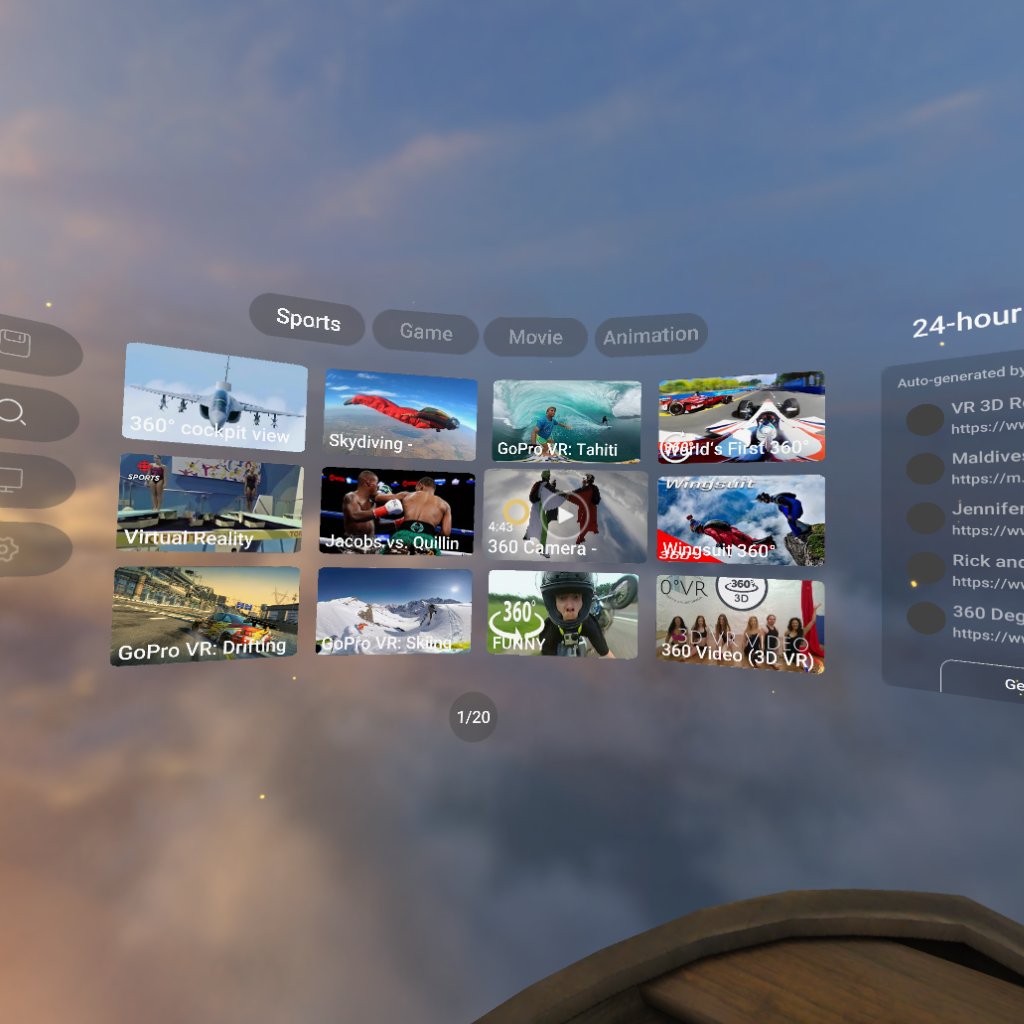 Sports
Game
Movie
Animation
360° cockpit view
Skydiving -
GoPro VR: Tahiti
World's First 360°
SPORTS
Virtual Reality
Jacobs vs. Quillin
4:43
360 Camera -
Wingsuit
360°
Wingsuit 360°
GoPro VR: Drifting
GoPro VR: Skiing
360°
FUNNY
0°VR
360°
3D
3D VR VIDEO
360 Video (3D VR)
1/20
24-hour
Auto-generated by
VR 3D R
https://w
Maldives
https://m.
Jennifer
https://ww
Rick and
https://ww
360 Deg
https://ww
Ge